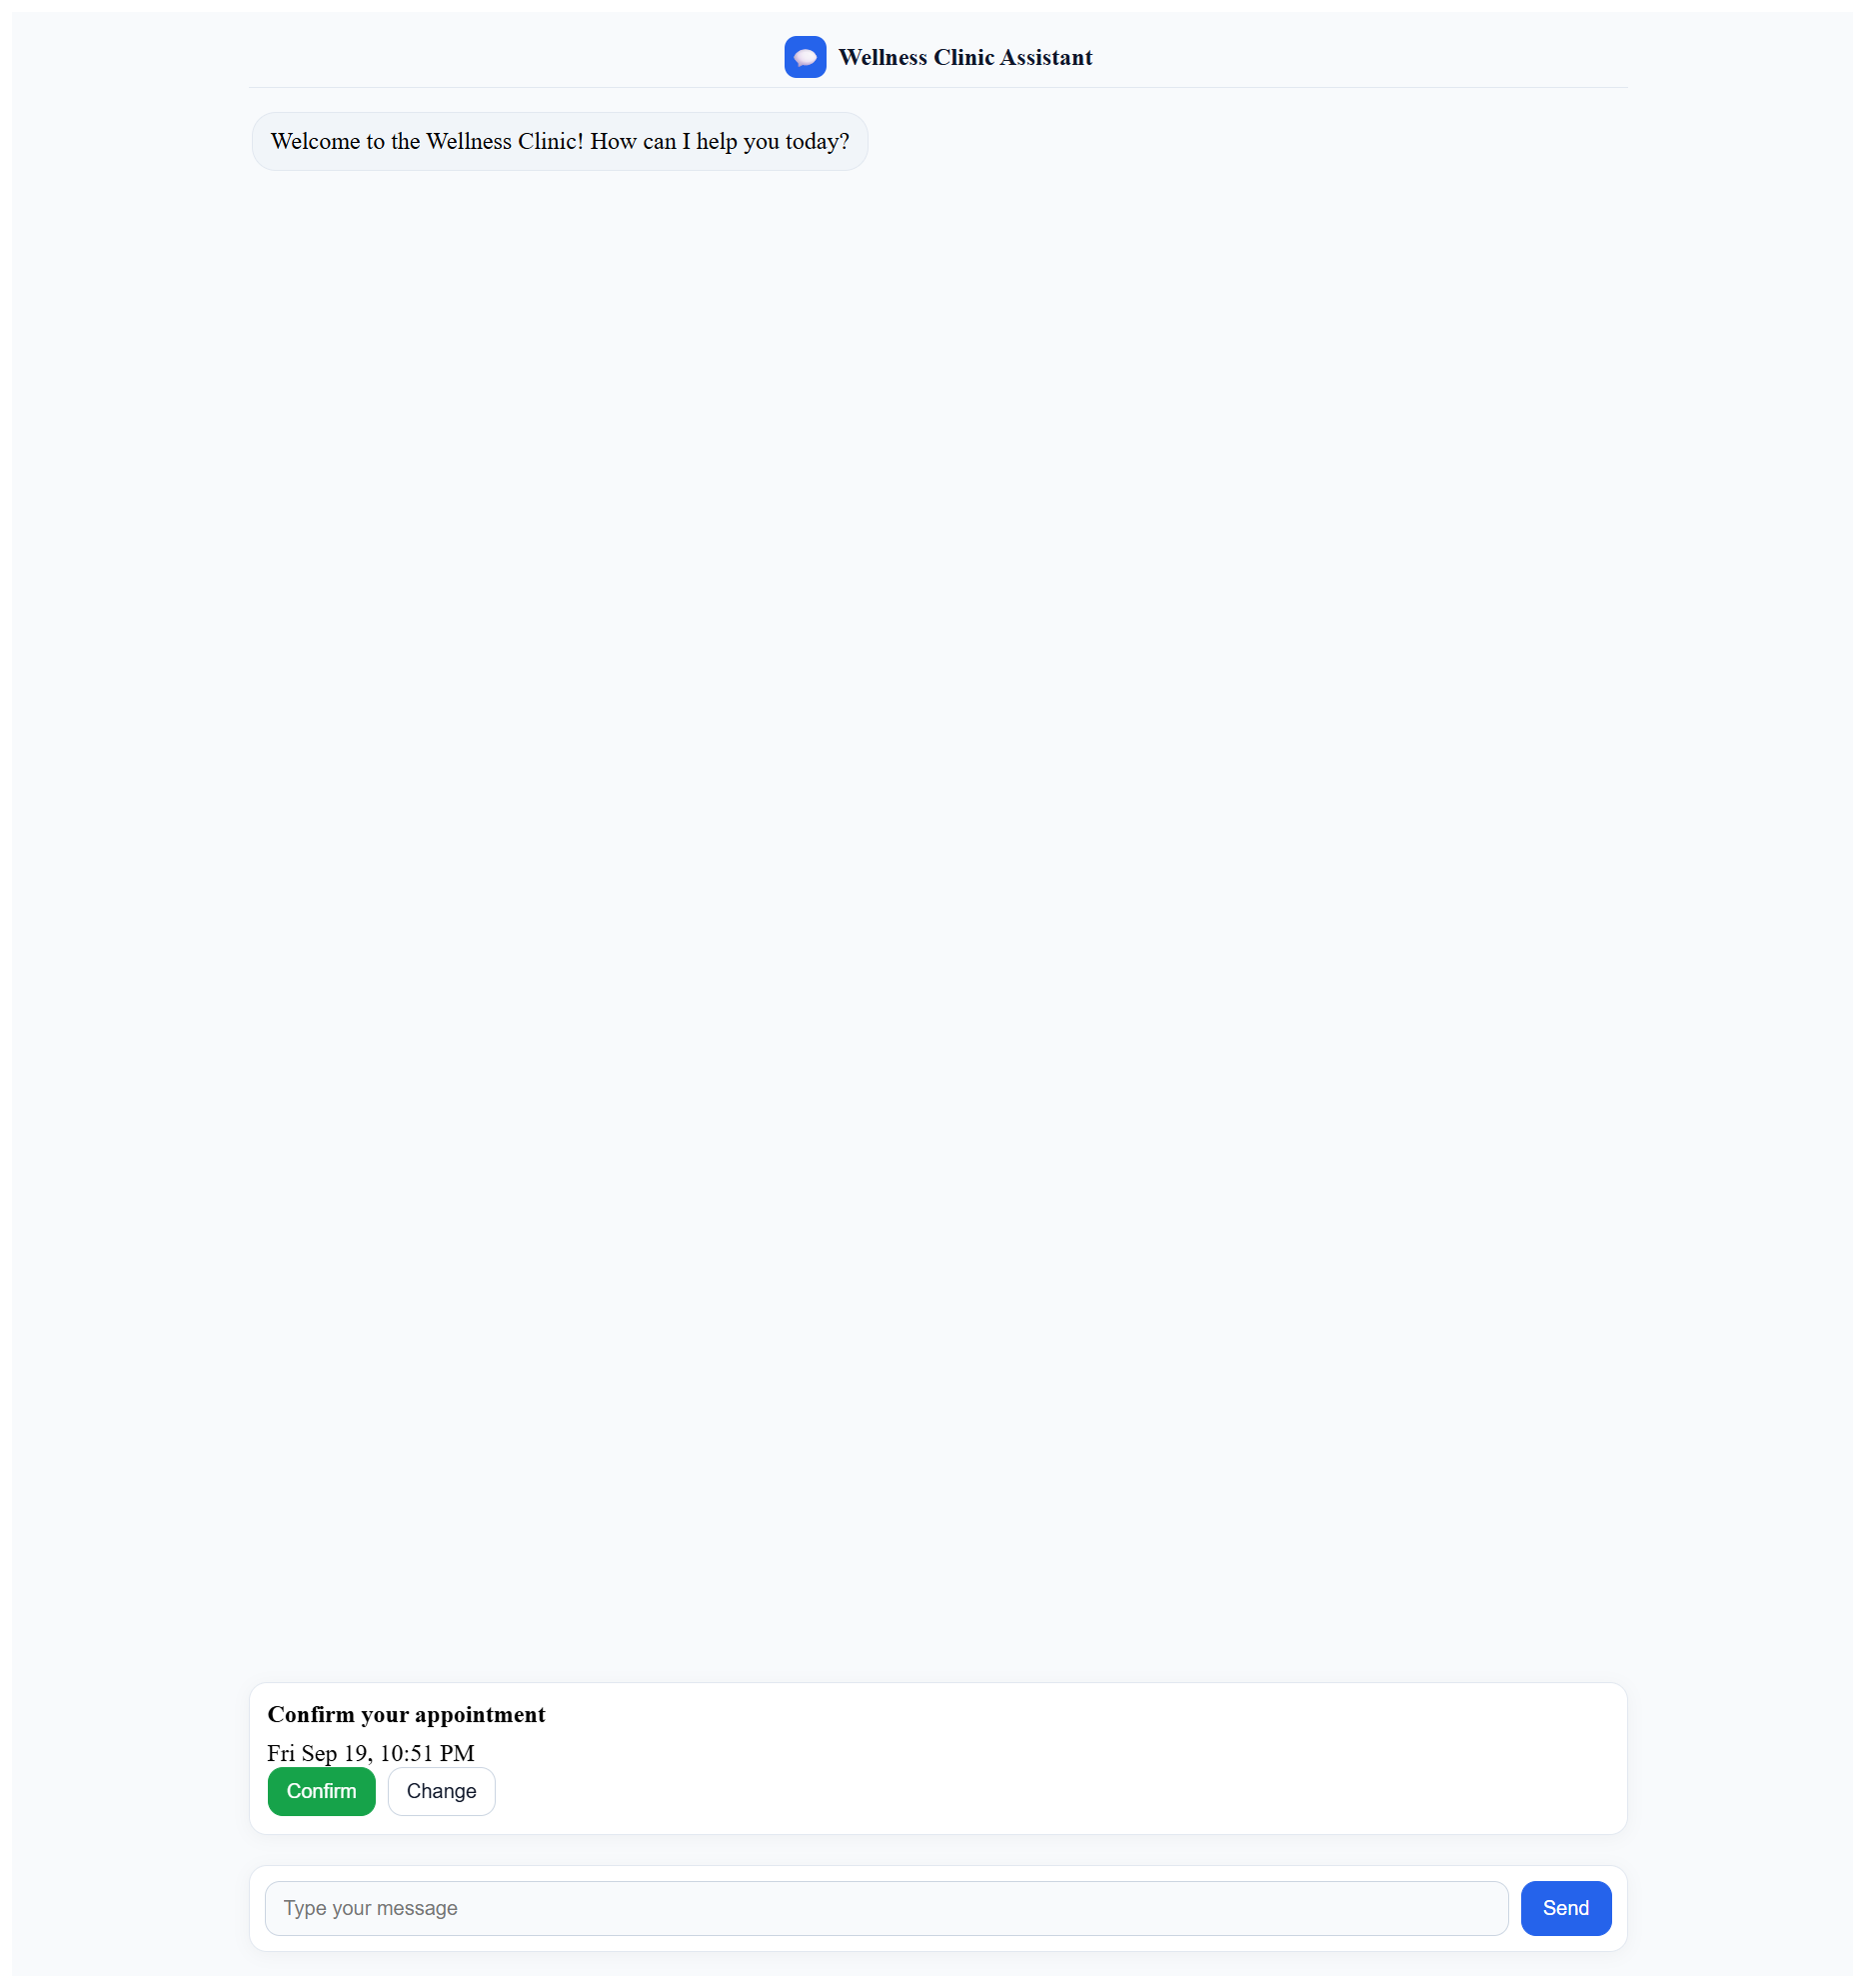 Wellness Clinic Assistant
Welcome to the Wellness Clinic! How can I help you today?
Confirm your appointment
Fri Sep 19, 10:51 PM
Confirm Change
Type your message Send